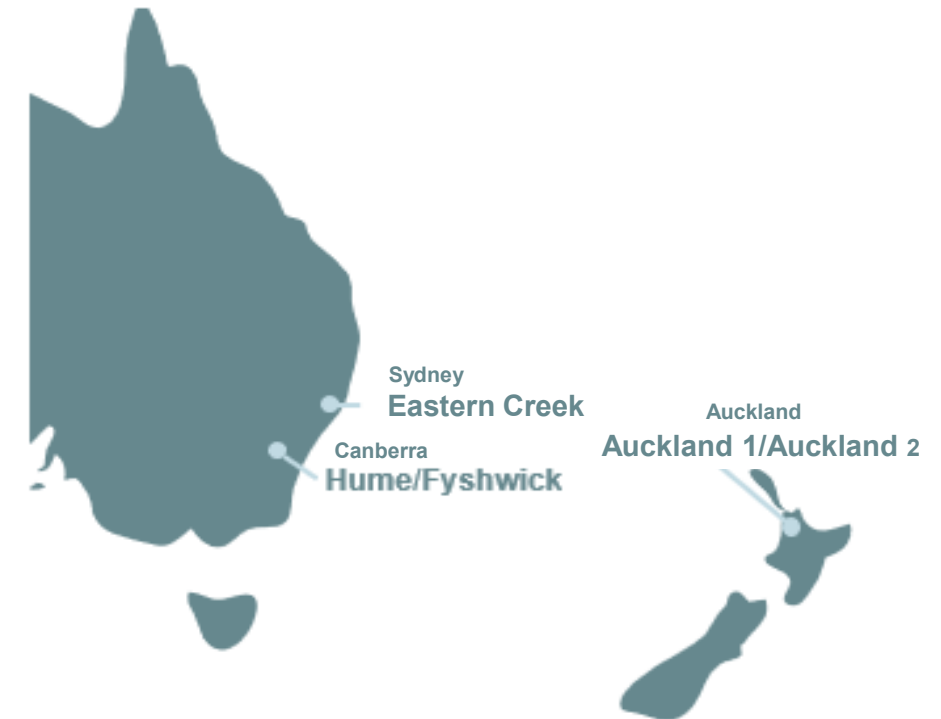 Sydney
Eastern Creek
Canberra
Hume/Fyshwick
Auckland
Auckland 1/Auckland 2